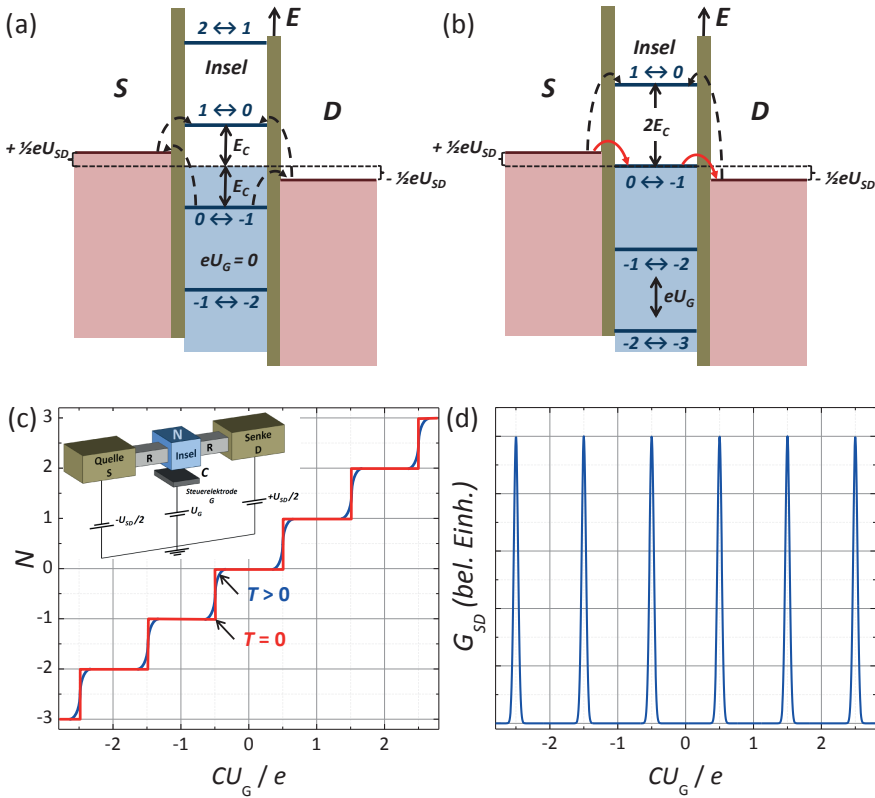 (a)
E
2 ↔ 1
Insel
S
D
1 ↔ 0
+ ½eU_SD
E_C
E_C
- ½eU_SD
0 ↔ -1
eU_G = 0
-1 ↔ -2
(b)
E
Insel
1 ↔ 0
S
D
2E_C
+ ½eU_SD
0 ↔ -1
- ½eU_SD
-1 ↔ -2
eU_G
-2 ↔ -3
(c)
3
2
1
0
-1
-2
-3
N
Quelle
S
R
N
Insel
R
Senke
D
C
Steuerelektrode
G
-U_SD/2
U_G
+U_SD/2
T > 0
T = 0
-2 -1 0 1 2
CU_G / e
(d)
G_SD (bel. Einh.)
-2 -1 0 1 2
CU_G / e